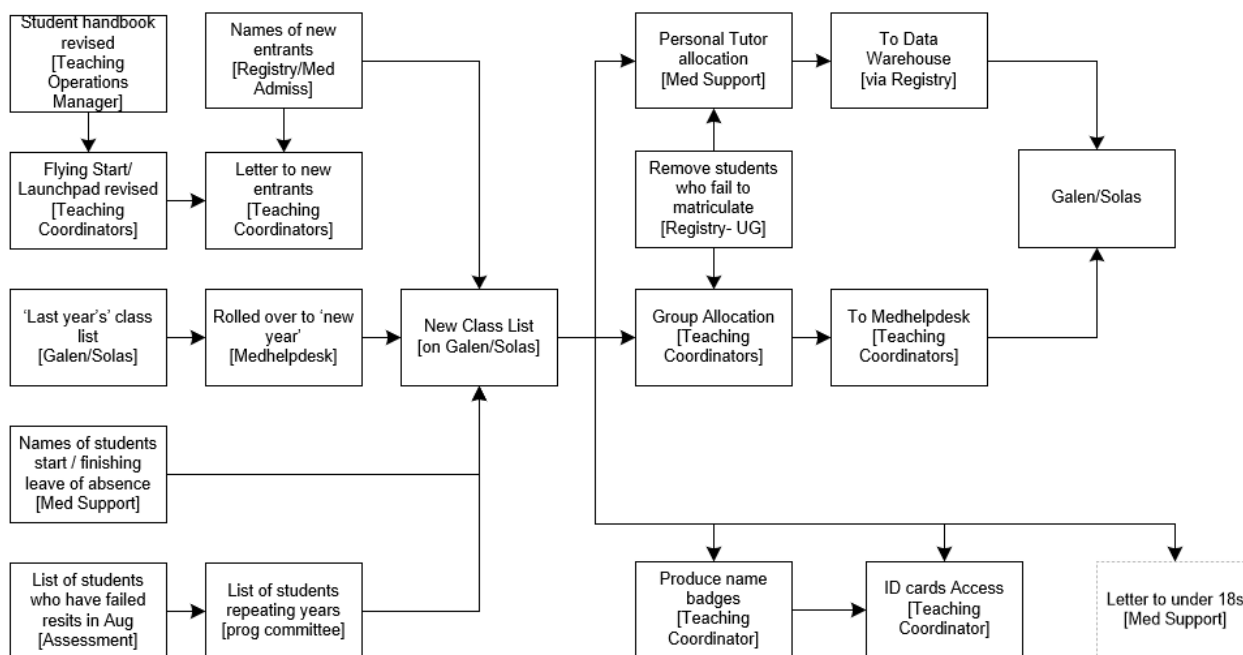 Student handbook
revised
[Teaching
Operations
Manager]
Names of new
entrants
[Registry/Med
Admiss]
Personal Tutor
allocation
[Med Support]
To Data
Warehouse
[via Registry]
Flying Start/
Launchpad revised
[Teaching
Coordinators]
Letter to new
entrants
[Teaching
Coordinators]
Remove students
who fail to
matriculate
[Registry- UG]
Galen/Solas
‘Last year’s’ class
list
[Galen/Solas]
Rolled over to ‘new
year’
[Medhelpdesk]
New Class List
[on Galen/Solas]
Group Allocation
[Teaching
Coordinators]
To Medhelpdesk
[Teaching
Coordinators]
Names of students
start / finishing
leave of absence
[Med Support]
List of students
who have failed
resits in Aug
[Assessment]
List of students
repeating years
[prog committee]
Produce name
badges
[Teaching
Coordinator]
ID cards Access
[Teaching
Coordinator]
Letter to under 18s
[Med Support]